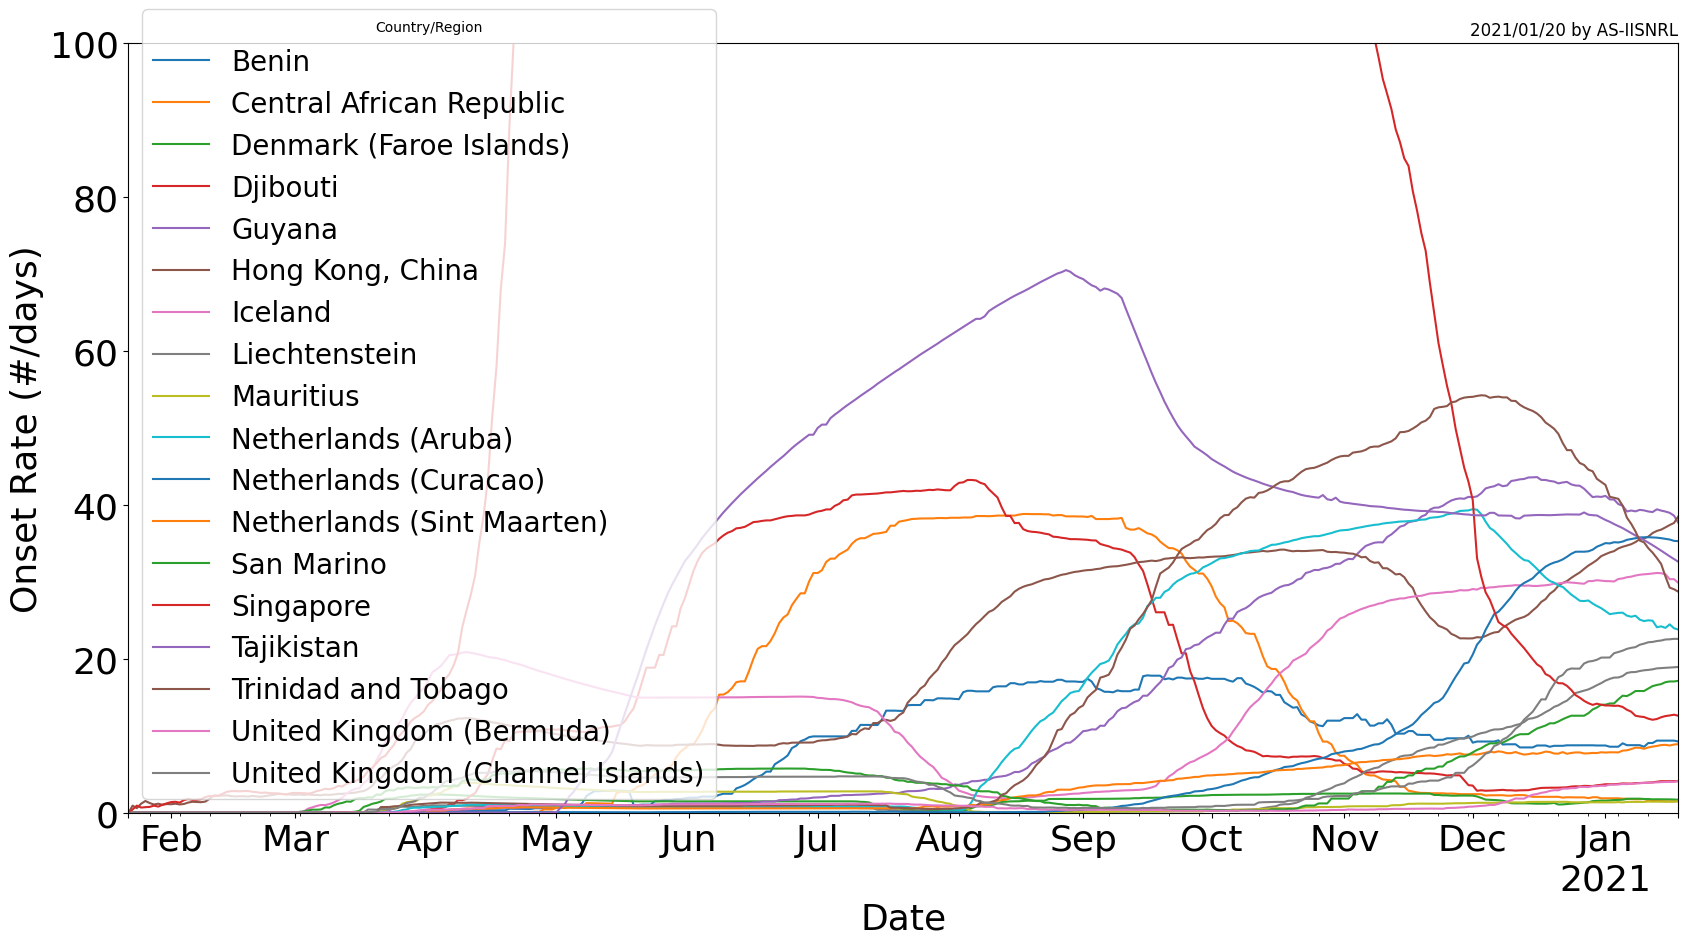 2021/01/20 by AS-IISNRL
Country/Region
Benin
Central African Republic
Denmark (Faroe Islands)
Djibouti
Guyana
Hong Kong, China
Iceland
Liechtenstein
Mauritius
Netherlands (Aruba)
Netherlands (Curacao)
Netherlands (Sint Maarten)
San Marino
Singapore
Tajikistan
Trinidad and Tobago
United Kingdom (Bermuda)
United Kingdom (Channel Islands)
Onset Rate (#/days)
100
80
60
40
20
0
Feb Mar Apr May Jun Jul Aug Sep Oct Nov Dec Jan
2021
Date